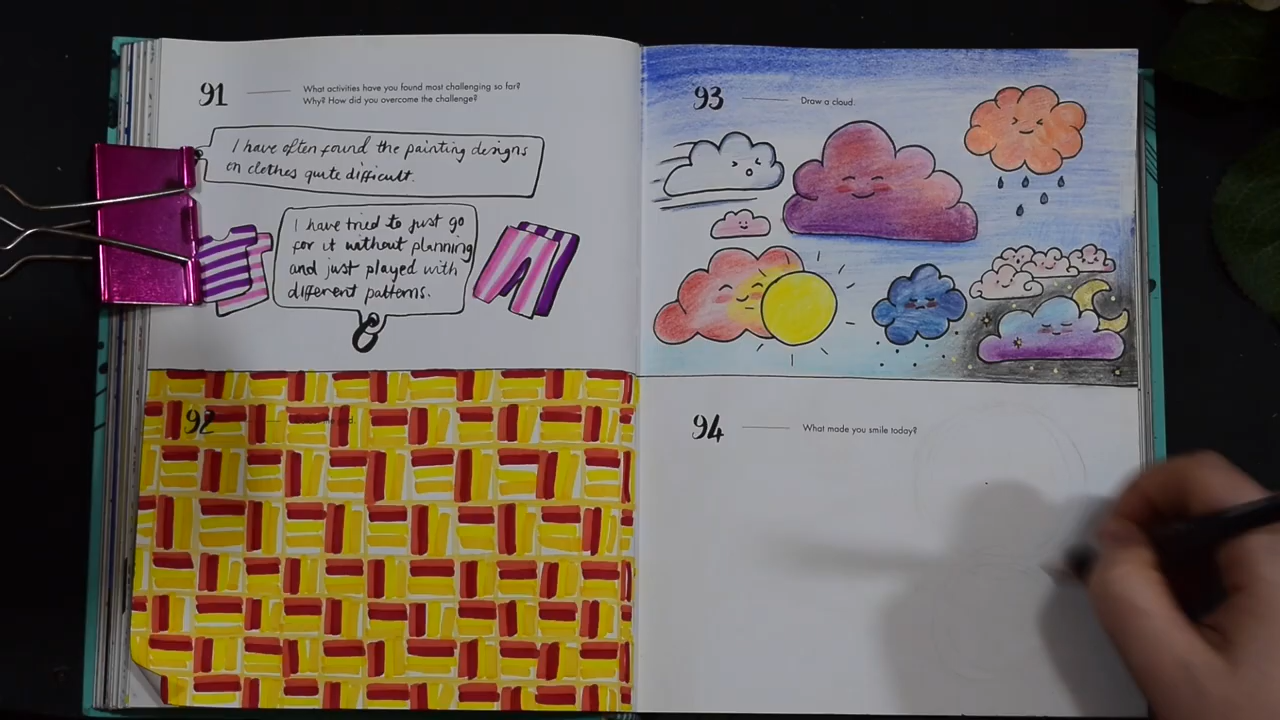 91
What activities have you found most challenging so far?
Why? How did you overcome the challenge?
I have often found the painting designs
on clothes quite difficult.
I have tried to just go
for it without planning
and just played with
different patterns.
92
93
Draw a cloud.
94
What made you smile today?